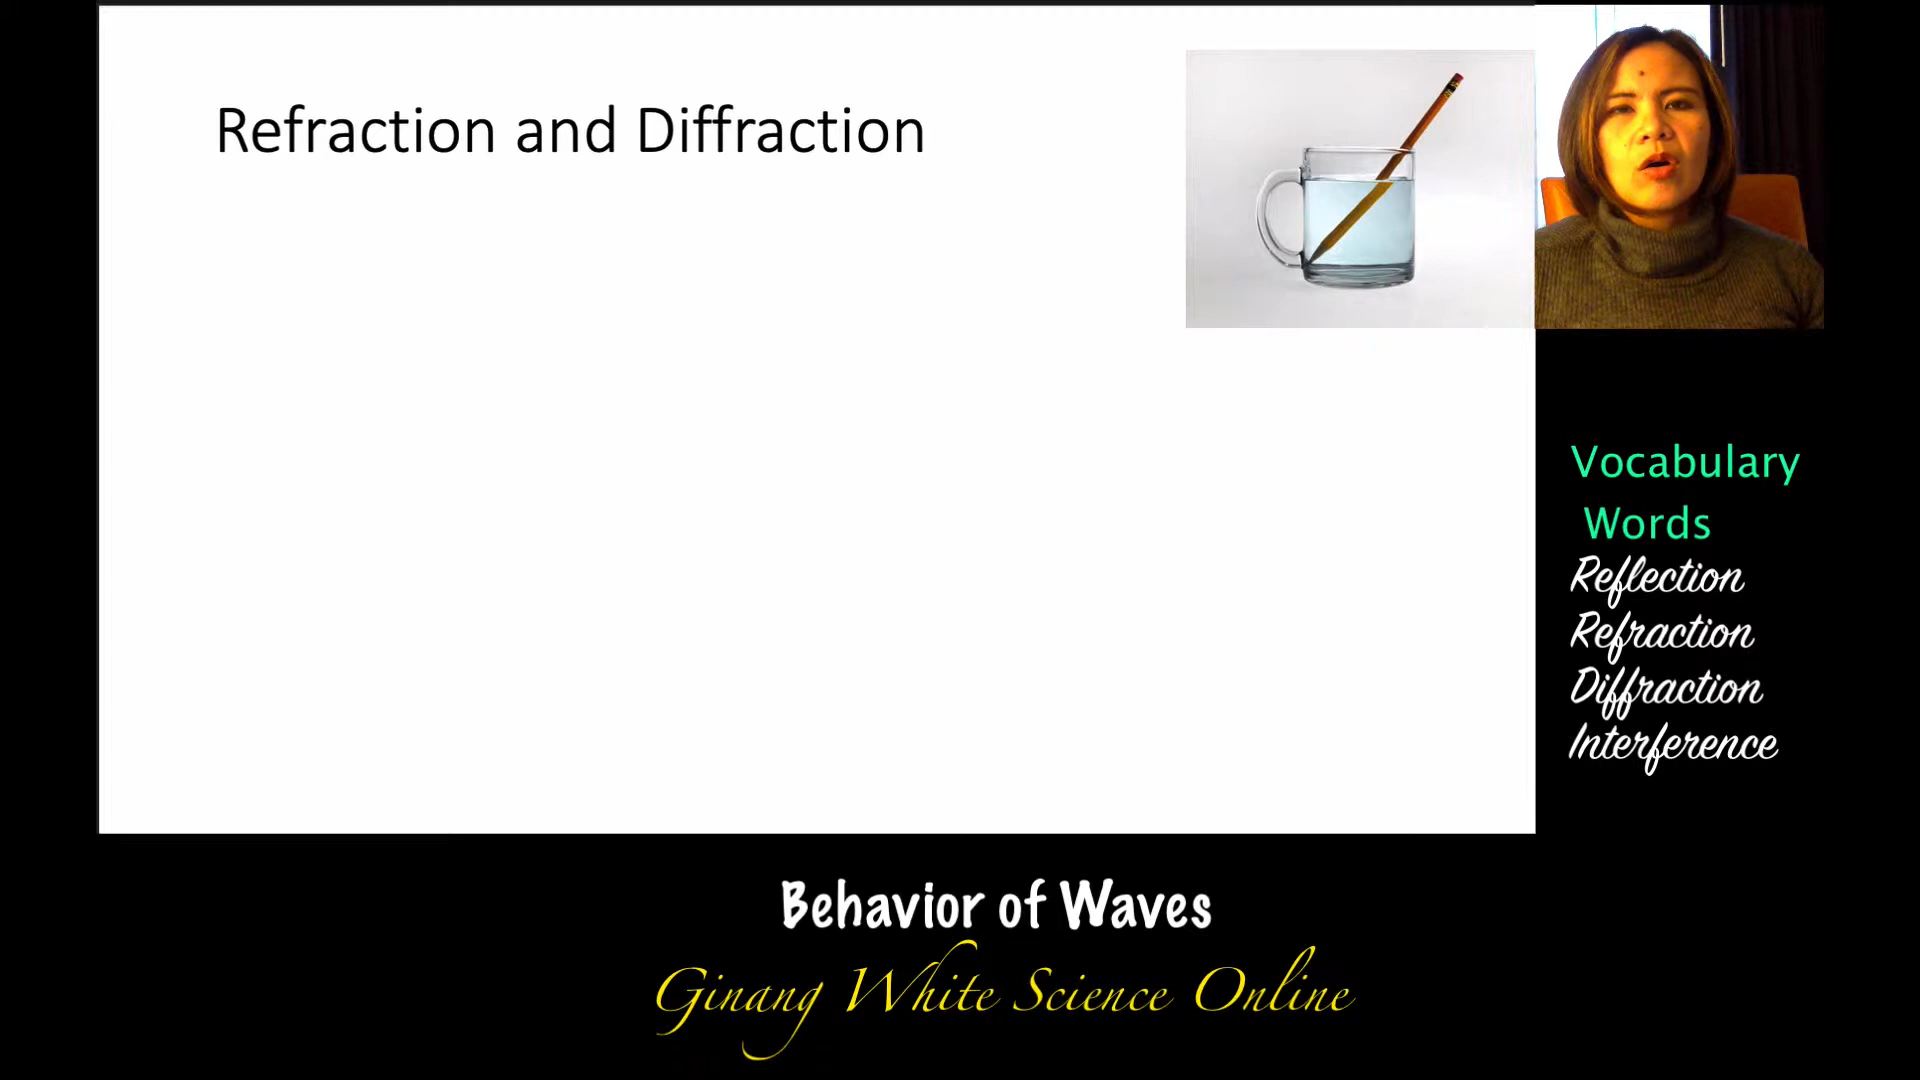 Refraction and Diffraction
Vocabulary
Words
Reflection
Refraction
Diffraction
Interference
Behavior of Waves
Ginang White Science Online